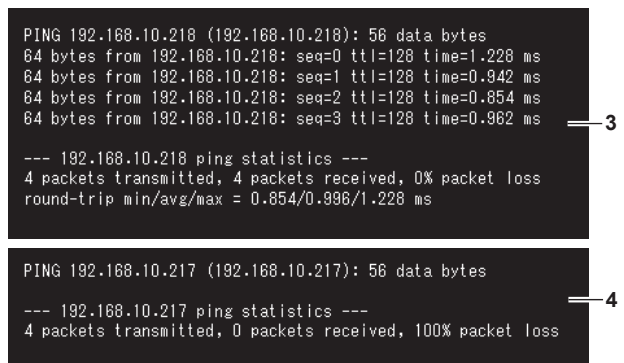 PING 192.168.10.218 (192.168.10.218): 56 data bytes
64 bytes from 192.168.10.218: seq=0 ttl=128 time=1.228 ms
64 bytes from 192.168.10.218: seq=1 ttl=128 time=0.942 ms
64 bytes from 192.168.10.218: seq=2 ttl=128 time=0.854 ms
64 bytes from 192.168.10.218: seq=3 ttl=128 time=0.962 ms
3
--- 192.168.10.218 ping statistics ---
4 packets transmitted, 4 packets received, 0% packet loss
round-trip min/avg/max = 0.854/0.996/1.228 ms
PING 192.168.10.217 (192.168.10.217): 56 data bytes
4
--- 192.168.10.217 ping statistics ---
4 packets transmitted, 0 packets received, 100% packet loss